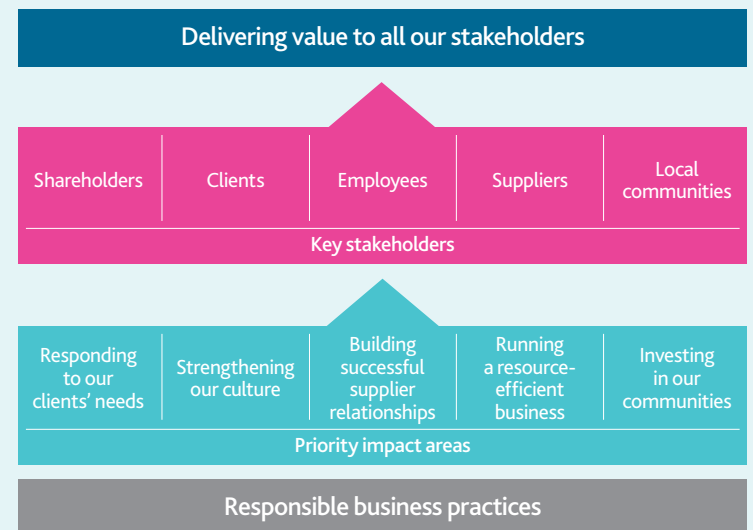 Delivering value to all our stakeholders
Shareholders
Clients
Employees
Suppliers
Local
communities
Key stakeholders
Responding
to our
clients’ needs
Strengthening
our culture
Building
successful
supplier
relationships
Running
a resource-
efficient
business
Investing
in our
communities
Priority impact areas
Responsible business practices